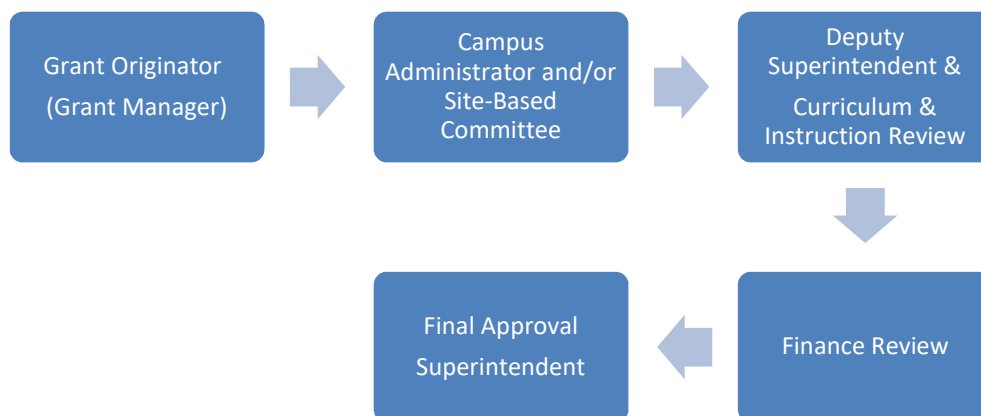 Grant Originator
(Grant Manager)
Campus
Administrator and/or
Site-Based
Committee
Deputy
Superintendent &
Curriculum &
Instruction Review
Finance Review
Final Approval
Superintendent